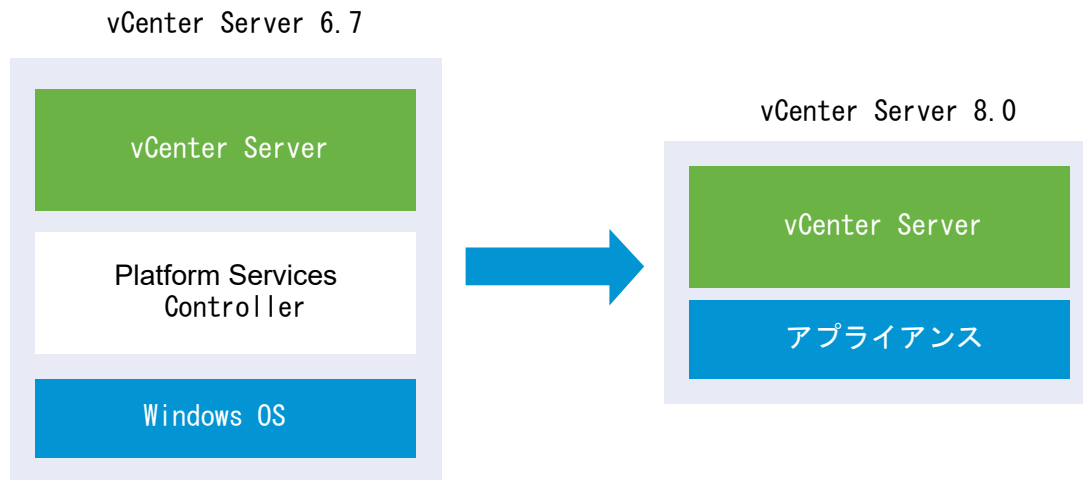 vCenter Server 6.7
vCenter Server
Platform Services
Controller
Windows OS
vCenter Server 8.0
vCenter Server
アプライアンス